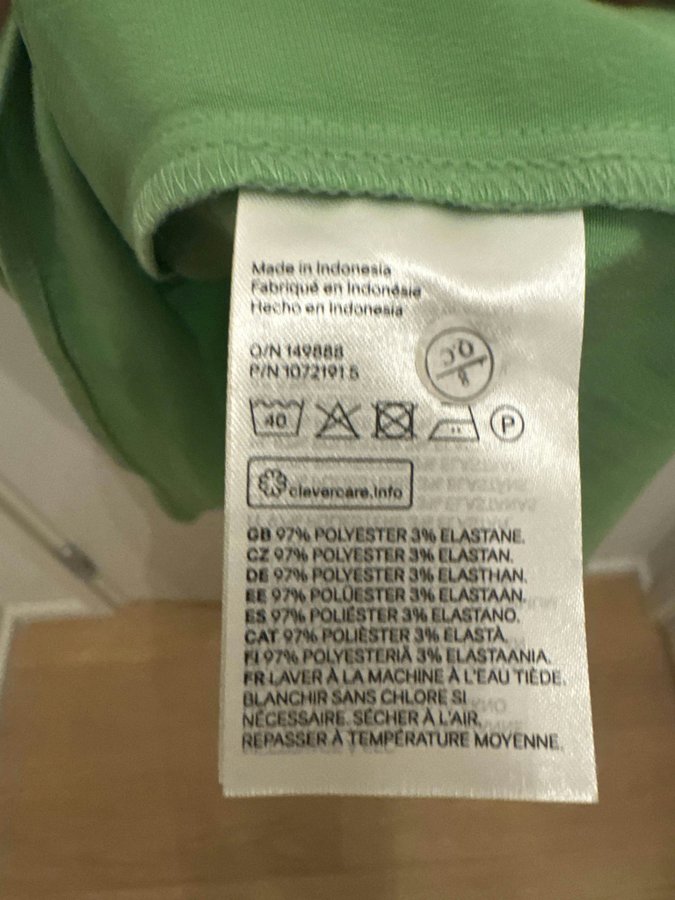 Made in Indonesia
Fabriqué en Indonésie
Hecho en Indonesia
O/N 149888
P/N 1072191 5
QC
8
40
P
clevercare.info
GB 97% POLYESTER 3% ELASTANE.
CZ 97% POLYESTER 3% ELASTAN.
DE 97% POLYESTER 3% ELASTHAN.
EE 97% POLÜESTER 3% ELASTAAN.
ES 97% POLIÉSTER 3% ELASTANO.
CAT 97% POLIÈSTER 3% ELASTÀ.
FI 97% POLYESTERIÄ 3% ELASTAANIA.
FR LAVER À LA MACHINE À L'EAU TIÈDE.
BLANCHIR SANS CHLORE SI
NÉCESSAIRE. SÉCHER À L'AIR.
REPASSER À TEMPÉRATURE MOYENNE.